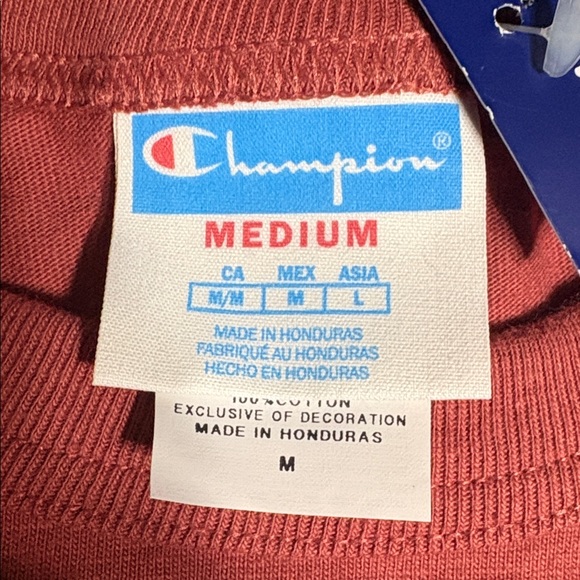 Champion®
MEDIUM
CA MEX ASIA
M/M M L
MADE IN HONDURAS
FABRIQUÉ AU HONDURAS
HECHO EN HONDURAS
100% COTTON
EXCLUSIVE OF DECORATION
MADE IN HONDURAS
M